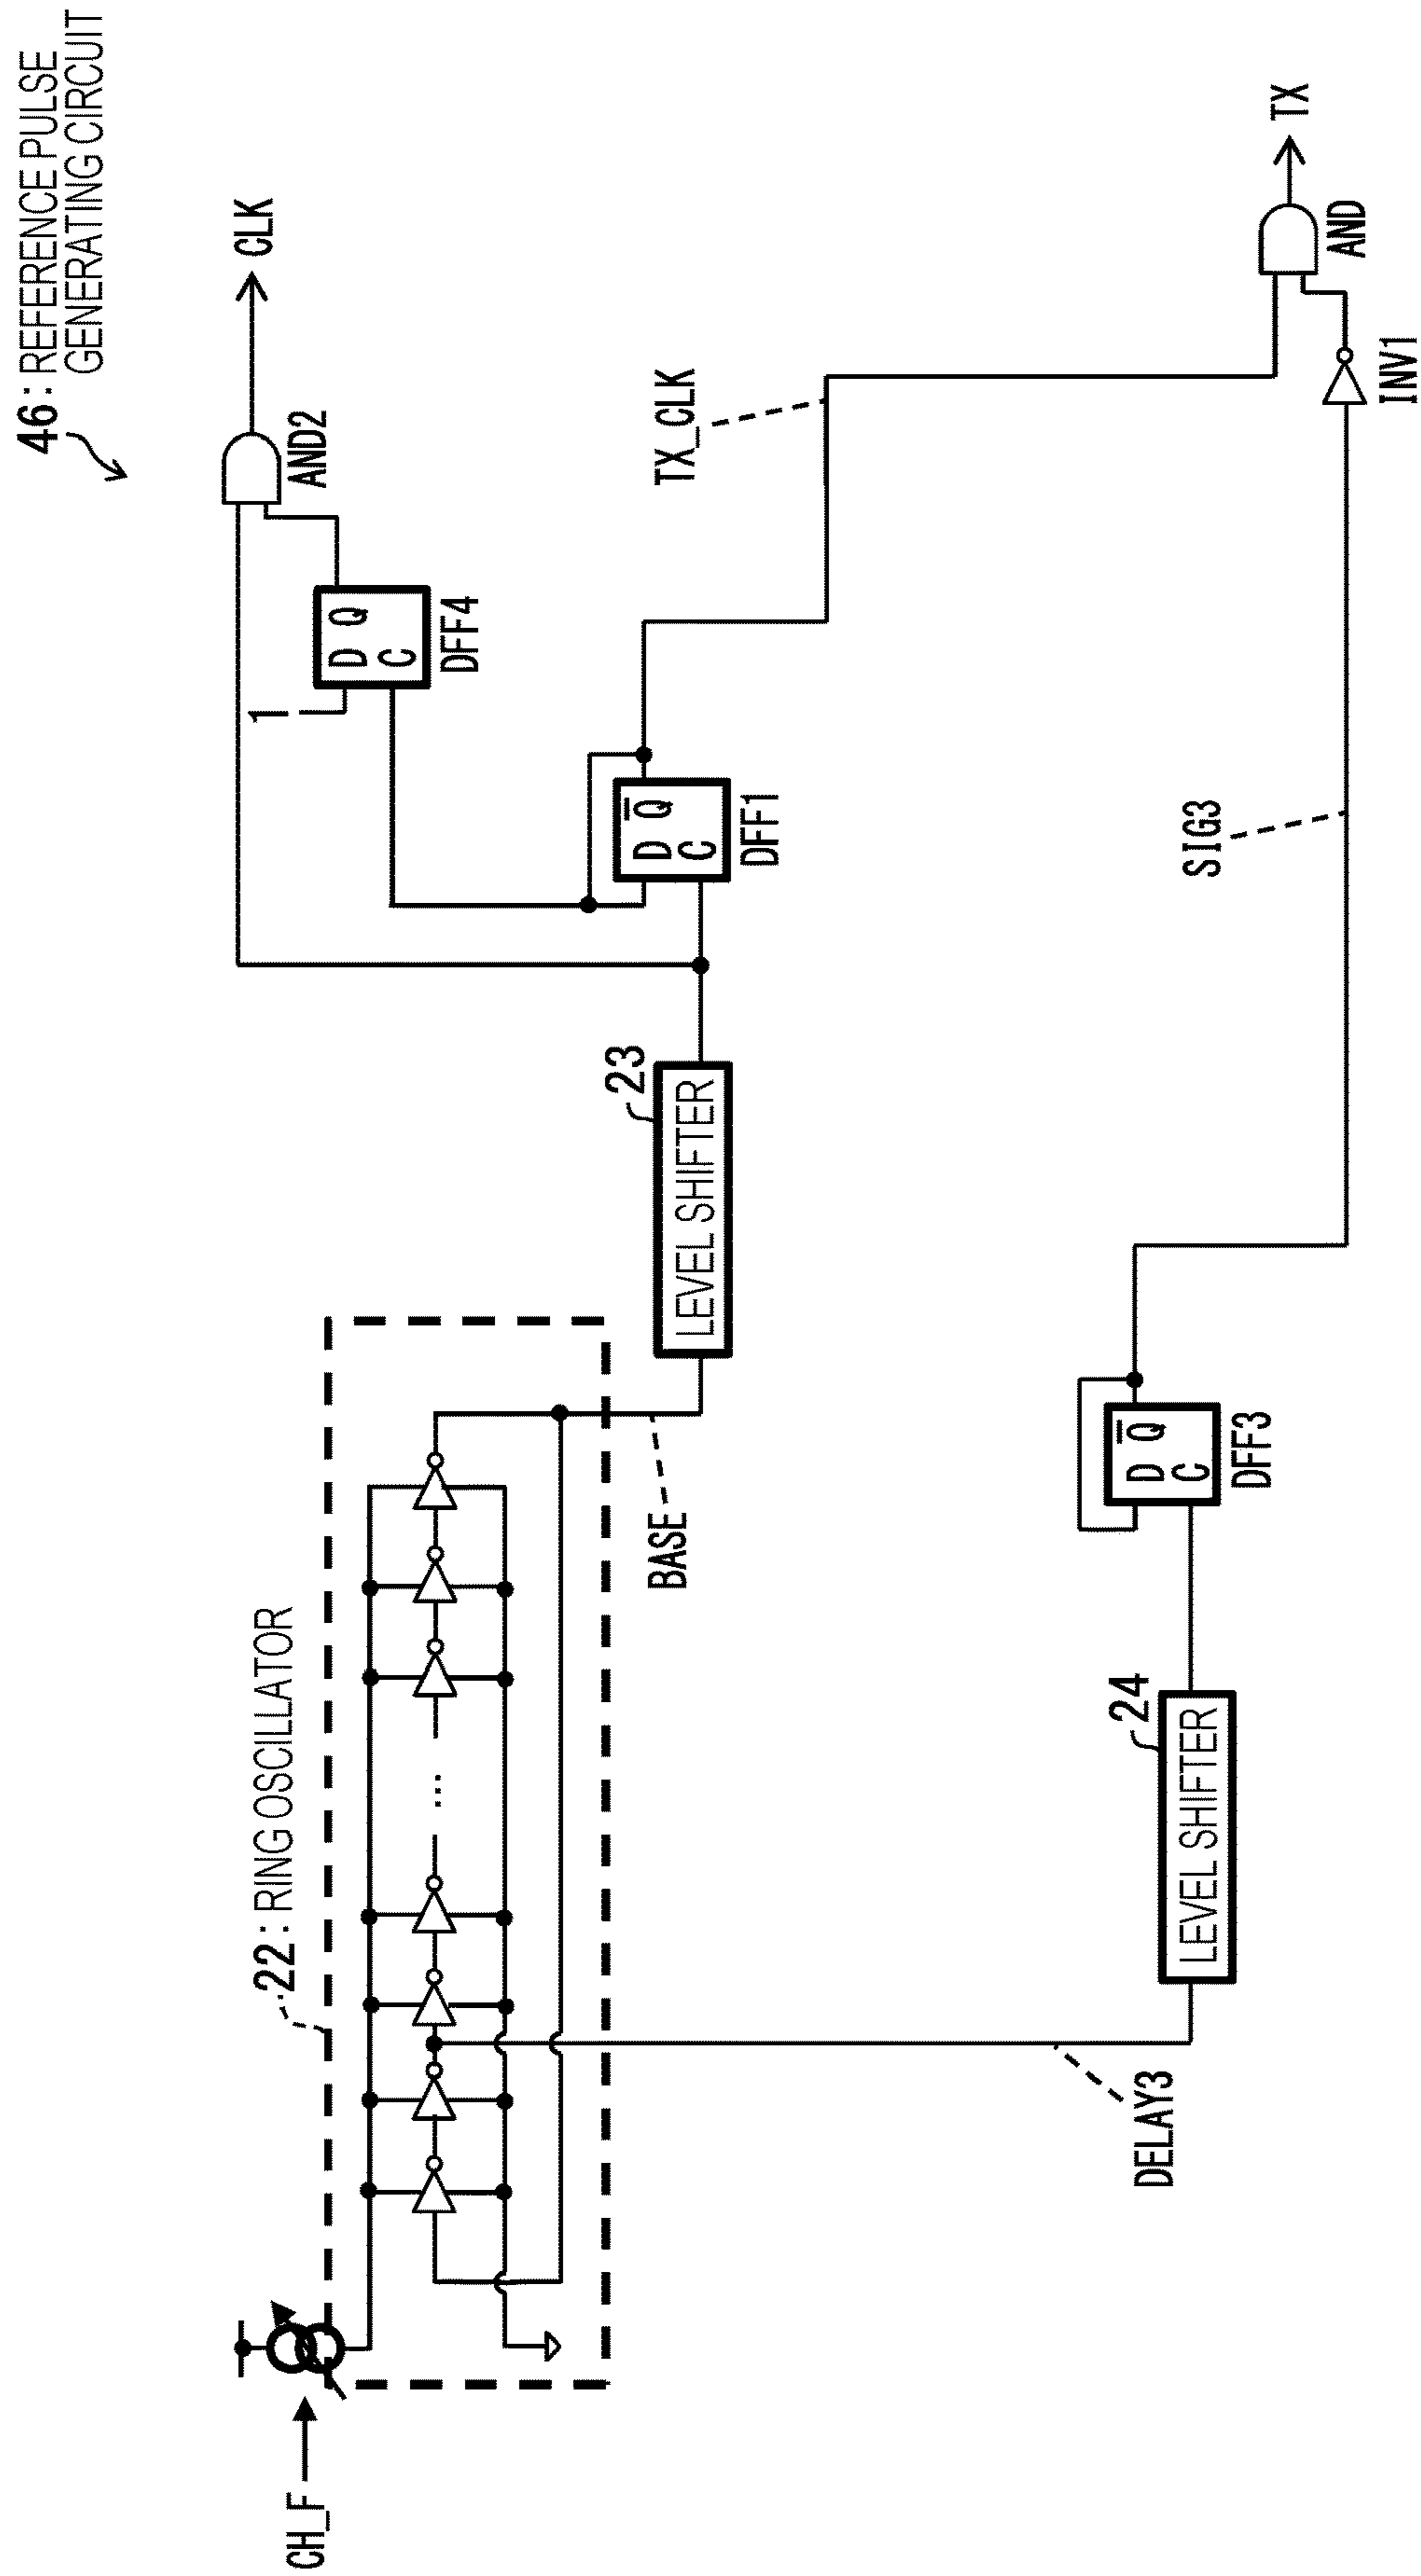 46 : REFERENCE PULSE
GENERATING CIRCUIT
CLK
AND2
1
D Q
C
DFF4
D Q̅
C
DFF1
TX_CLK
TX
AND
INV1
SIG3
23
LEVEL SHIFTER
22 : RING OSCILLATOR
...
BASE
CH_F
DELAY3
24
LEVEL SHIFTER
D Q̅
C
DFF3